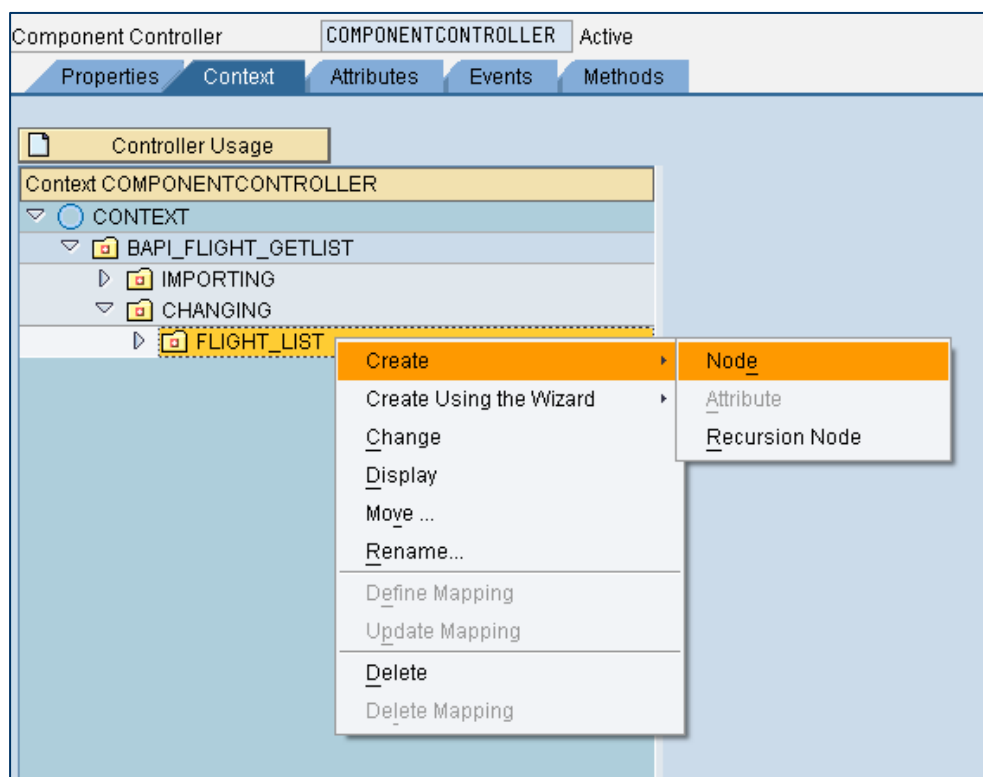 Component Controller COMPONENTCONTROLLER Active
Properties Context Attributes Events Methods
Controller Usage
Context COMPONENTCONTROLLER
CONTEXT
BAPI_FLIGHT_GETLIST
IMPORTING
CHANGING
FLIGHT_LIST
Create
Create Using the Wizard
Change
Display
Move ...
Rename...
Define Mapping
Update Mapping
Delete
Delete Mapping
Node
Attribute
Recursion Node